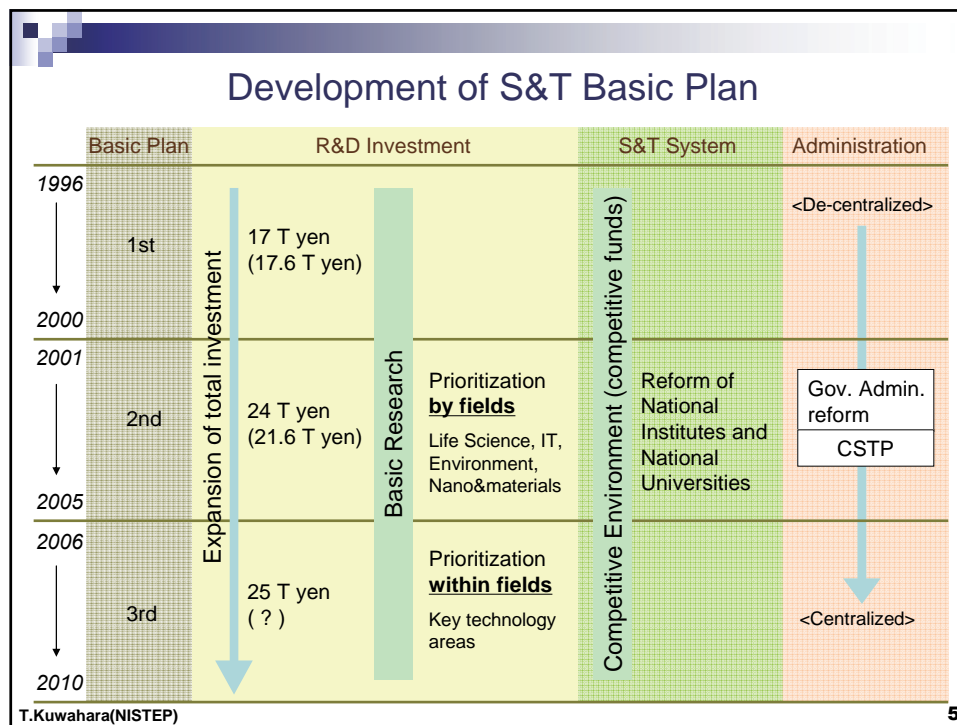 Development of S&T Basic Plan
Basic Plan
R&D Investment
S&T System
Administration
1996
2000
1st
Expansion of total investment
17 T yen
(17.6 T yen)
Basic Research
Competitive Environment (competitive funds)
<De-centralized>
2001
2005
2nd
24 T yen
(21.6 T yen)
Prioritization
by fields
Life Science, IT,
Environment,
Nano&materials
Reform of
National
Institutes and
National
Universities
Gov. Admin.
reform
CSTP
2006
2010
3rd
25 T yen
( ? )
Prioritization
within fields
Key technology
areas
<Centralized>
T.Kuwahara(NISTEP)
5